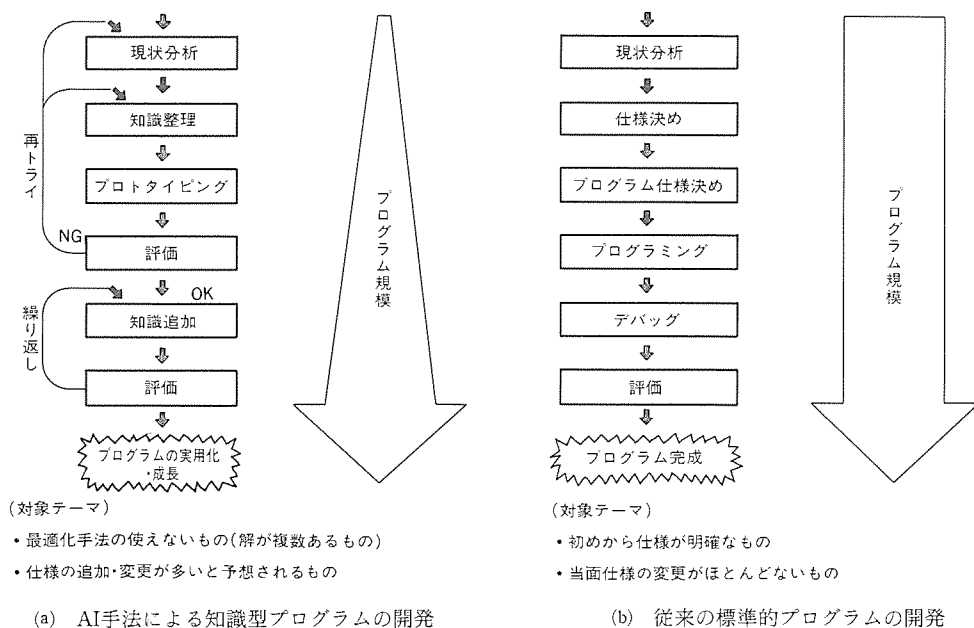 現状分析
知識整理
プロトタイピング
評価
知識追加
評価
プログラムの実用化
・成長
再トライ
NG
OK
繰り返し
プログラム規模
(対象テーマ)
・最適化手法の使えないもの(解が複数あるもの)
・仕様の追加・変更が多いと予想されるもの
(a) AI手法による知識型プログラムの開発
現状分析
仕様決め
プログラム仕様決め
プログラミング
デバッグ
評価
プログラム完成
プログラム規模
(対象テーマ)
・初めから仕様が明確なもの
・当面仕様の変更がほとんどないもの
(b) 従来の標準的プログラムの開発